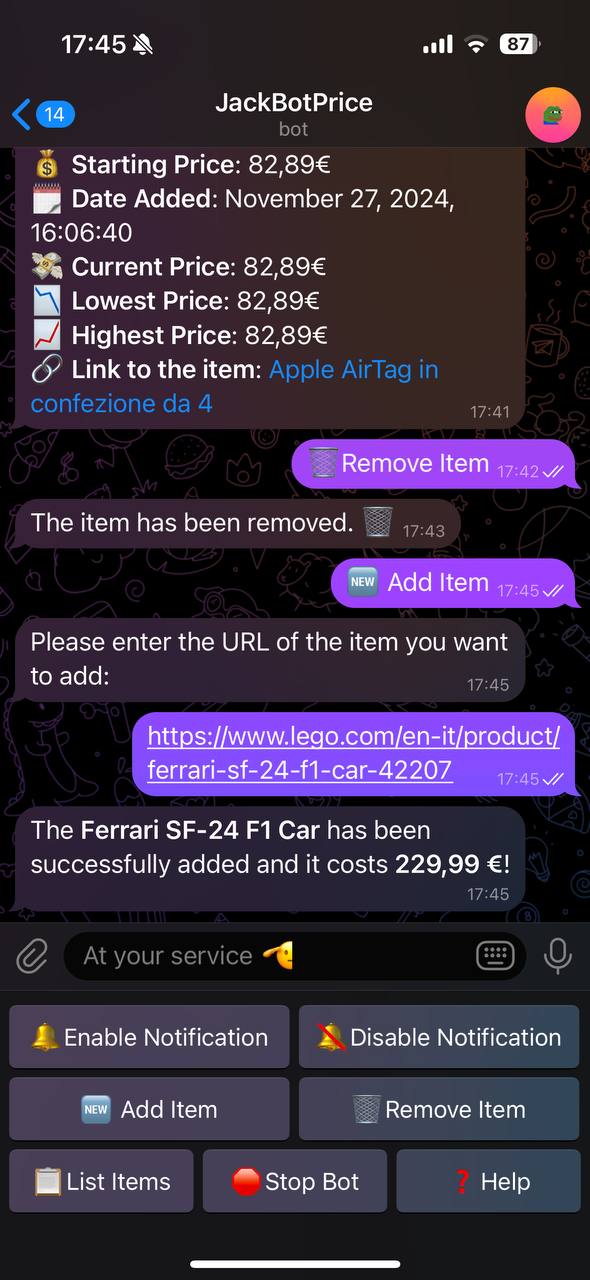 17:45
87
14
JackBotPrice
bot
Starting Price: 82,89€
Date Added: November 27, 2024,
16:06:40
Current Price: 82,89€
Lowest Price: 82,89€
Highest Price: 82,89€
Link to the item: Apple AirTag in
confezione da 4
17:41
Remove Item 17:42
The item has been removed. 17:43
NEW Add Item 17:45
Please enter the URL of the item you want
to add:
17:45
https://www.lego.com/en-it/product/
ferrari-sf-24-f1-car-42207 17:45
The Ferrari SF-24 F1 Car has been
successfully added and it costs 229,99 €!
17:45
At your service
Enable Notification
Disable Notification
NEW Add Item
Remove Item
List Items
Stop Bot
❓ Help